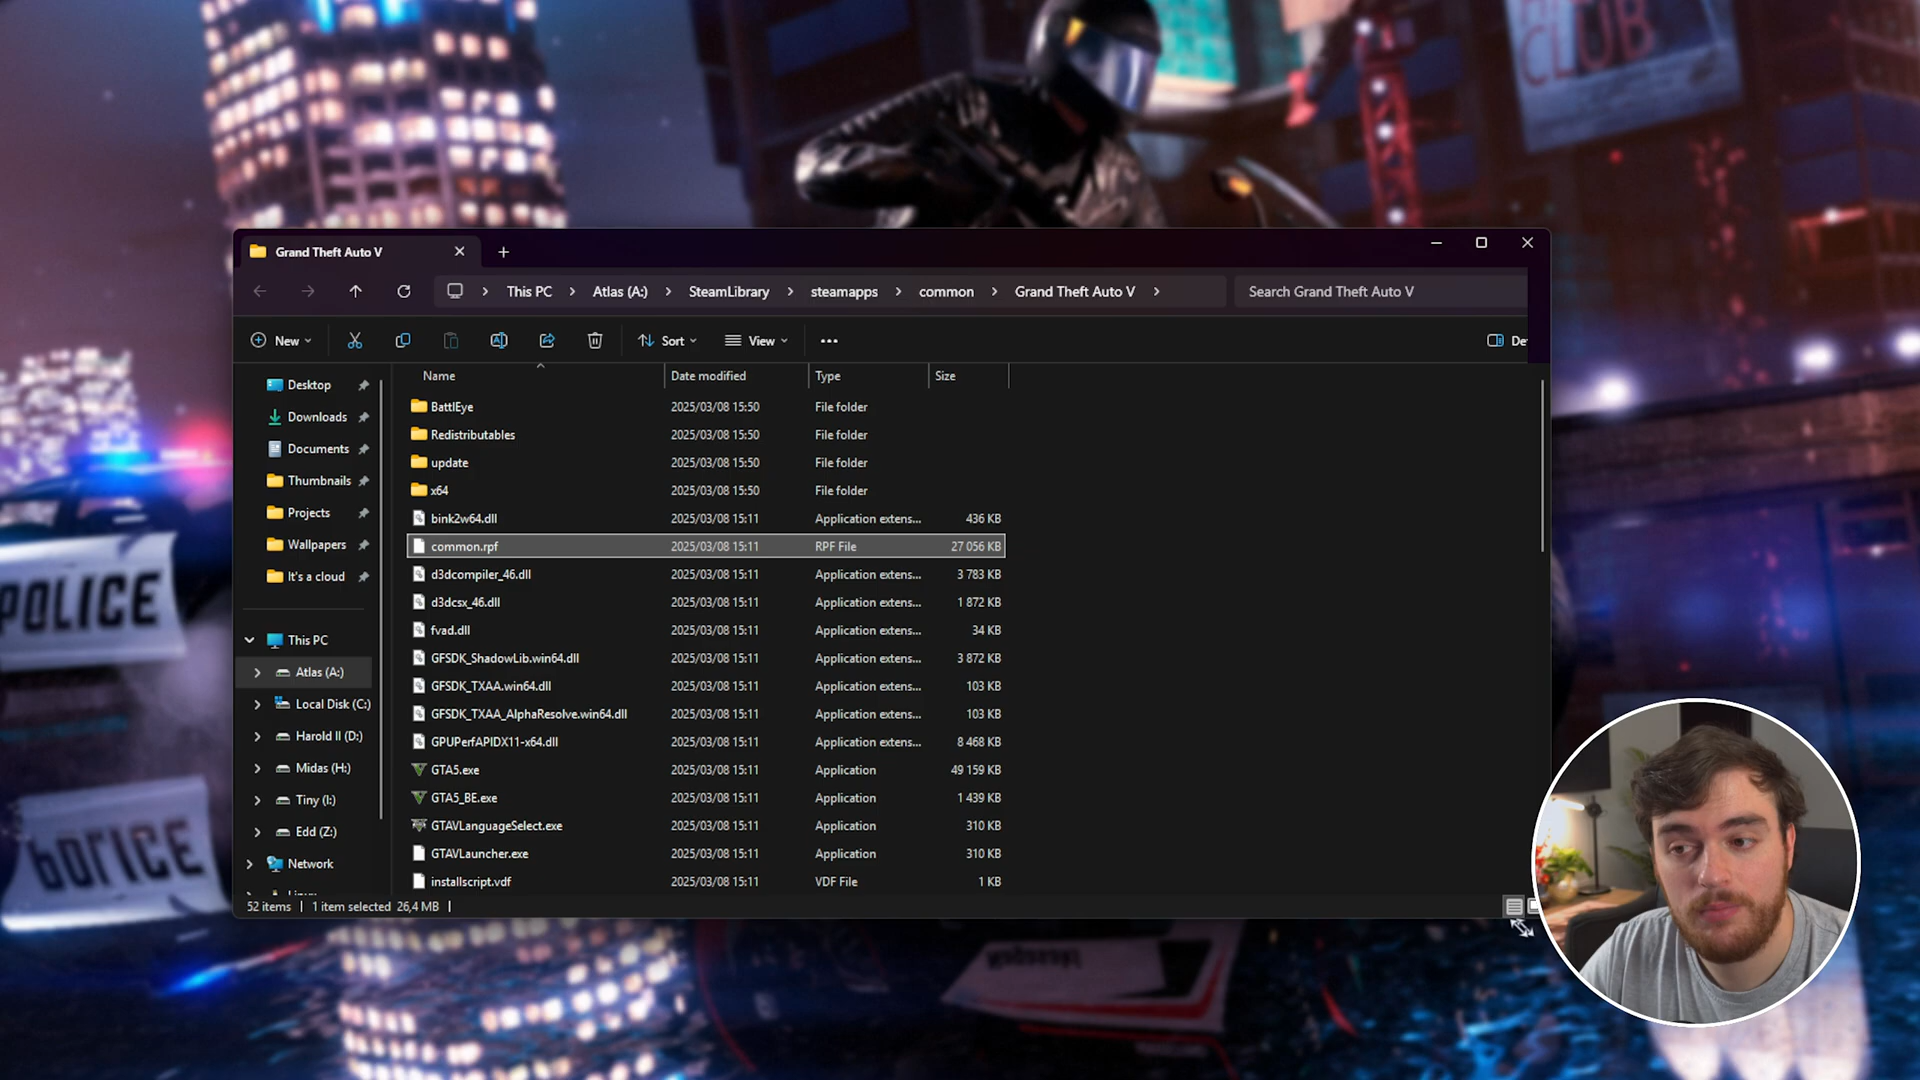 CLUB
Grand Theft Auto V
This PC > Atlas (A:) > SteamLibrary > steamapps > common > Grand Theft Auto V >
Search Grand Theft Auto V
New
Sort
View
De
Name Date modified Type Size
Desktop
Downloads
Documents
Thumbnails
Projects
Wallpapers
It's a cloud
This PC
Atlas (A:)
Local Disk (C:)
Harold II (D:)
Midas (H:)
Tiny (I:)
Edd (Z:)
Network
BattlEye 2025/03/08 15:50 File folder
Redistributables 2025/03/08 15:50 File folder
update 2025/03/08 15:50 File folder
x64 2025/03/08 15:50 File folder
bink2w64.dll 2025/03/08 15:11 Application extens... 436 KB
common.rpf 2025/03/08 15:11 RPF File 27 056 KB
d3dcompiler_46.dll 2025/03/08 15:11 Application extens... 3 783 KB
d3dcsx_46.dll 2025/03/08 15:11 Application extens... 1 872 KB
fvad.dll 2025/03/08 15:11 Application extens... 34 KB
GFSDK_ShadowLib.win64.dll 2025/03/08 15:11 Application extens... 3 872 KB
GFSDK_TXAA.win64.dll 2025/03/08 15:11 Application extens... 103 KB
GFSDK_TXAA_AlphaResolve.win64.dll 2025/03/08 15:11 Application extens... 103 KB
GPUPerfAPIDX11-x64.dll 2025/03/08 15:11 Application extens... 8 468 KB
GTA5.exe 2025/03/08 15:11 Application 49 159 KB
GTA5_BE.exe 2025/03/08 15:11 Application 1 439 KB
GTAVLanguageSelect.exe 2025/03/08 15:11 Application 310 KB
GTAVLauncher.exe 2025/03/08 15:11 Application 310 KB
installscript.vdf 2025/03/08 15:11 VDF File 1 KB
52 items | 1 item selected 26,4 MB |
POLICE